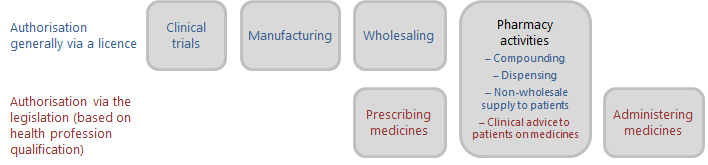 Authorisation
generally via a licence
Clinical
trials
Manufacturing
Wholesaling
Pharmacy
activities
– Compounding
– Dispensing
– Non-wholesale
supply to patients
– Clinical advice to
patients on medicines
Authorisation via the
legislation (based on
health profession
qualification)
Prescribing
medicines
Administering
medicines